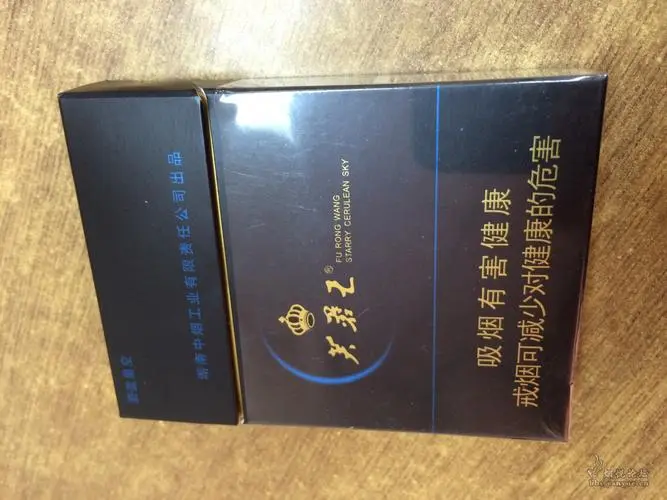 湖南中烟工业有限责任公司出品
芙蓉王®
FU RONG WANG
STARRY CERULEAN SKY
吸烟有害健康
戒烟可减少对健康的危害